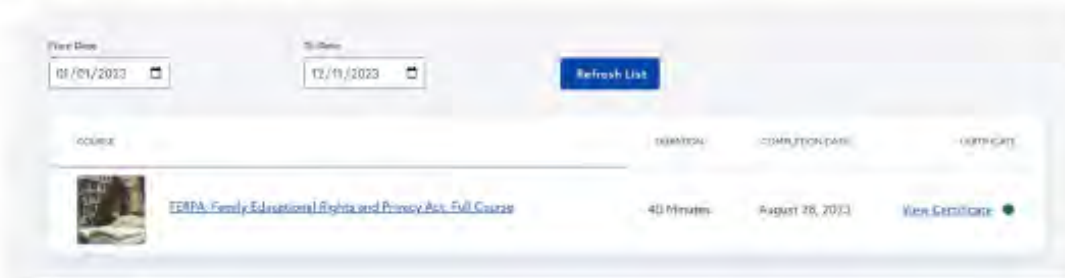 From Date To Date
01/01/2023 12/11/2023 Refresh List
COURSE DURATION COMPLETION DATE CERTIFICATE
FERPA: Family Educational Rights and Privacy Act, Full Course 40 Minutes August 28, 2023 View Certificate